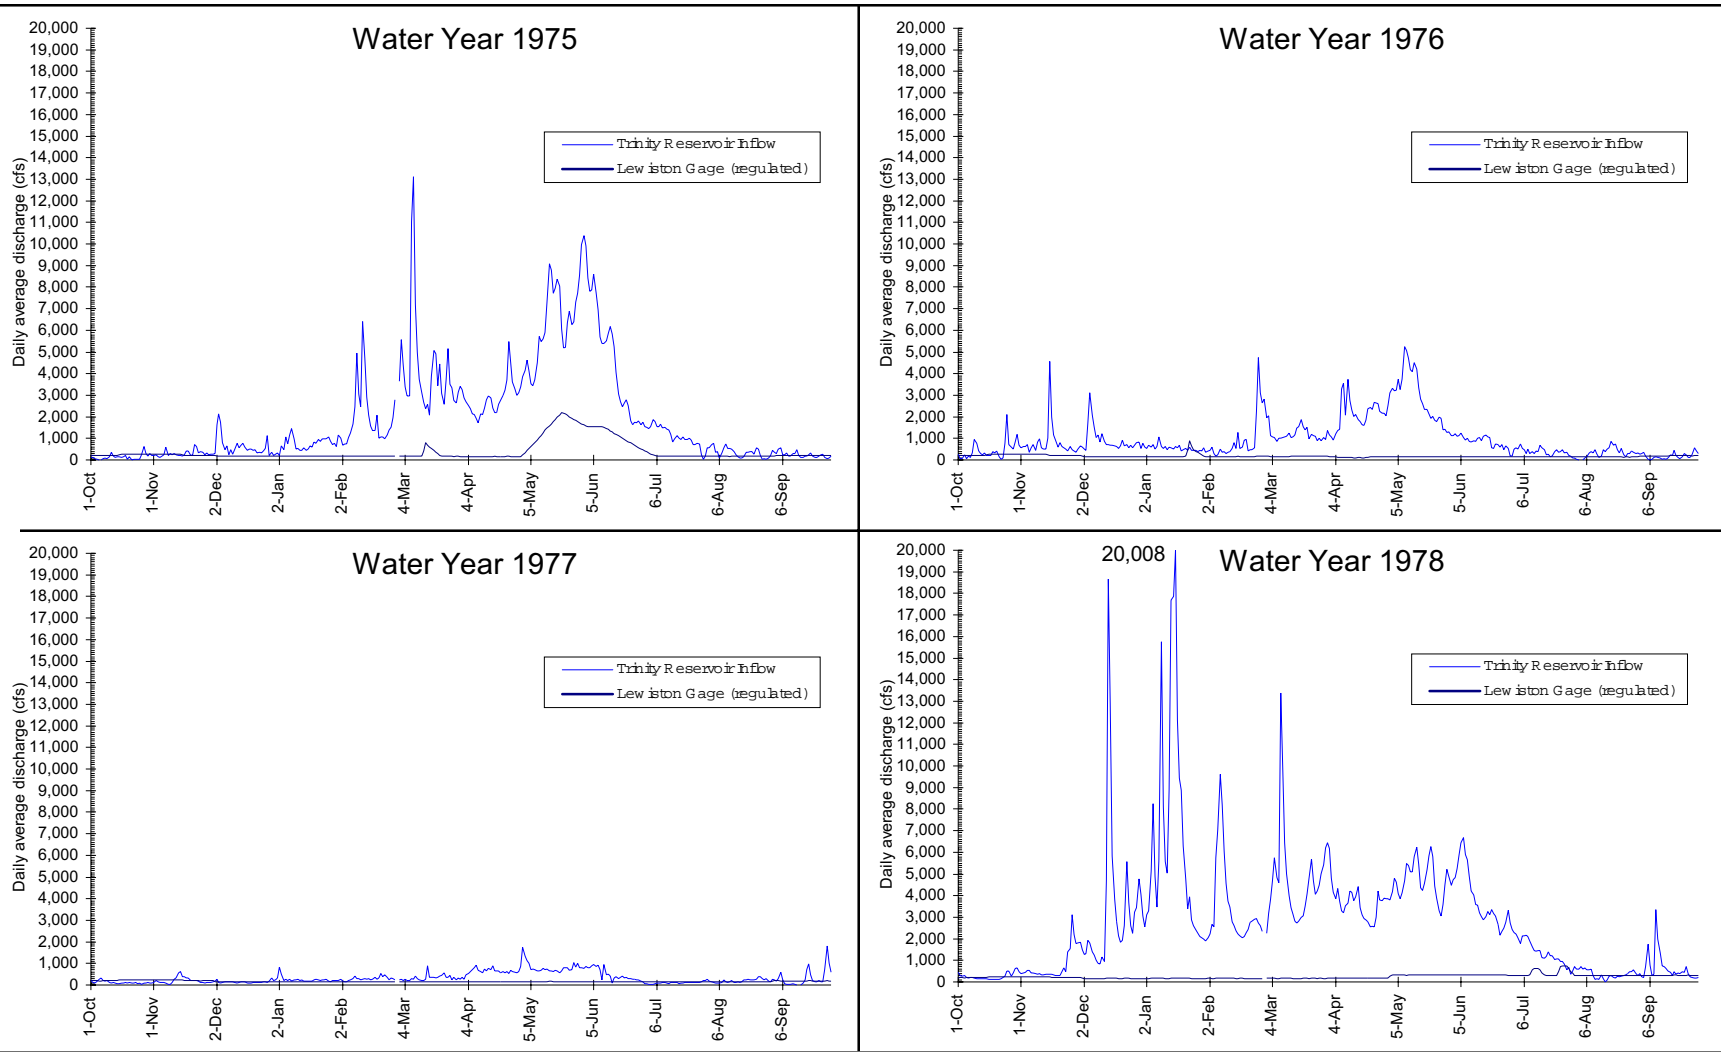 Water Year 1975
20,000
19,000
18,000
17,000
16,000
15,000
14,000
13,000
12,000
11,000
10,000
9,000
8,000
7,000
6,000
5,000
4,000
3,000
2,000
1,000
0
Daily average discharge (cfs)
Trinity Reservoir Inflow
Lewiston Gage (regulated)
1-Oct
1-Nov
2-Dec
2-Jan
2-Feb
4-Mar
4-Apr
5-May
5-Jun
6-Jul
6-Aug
6-Sep
Water Year 1976
20,000
19,000
18,000
17,000
16,000
15,000
14,000
13,000
12,000
11,000
10,000
9,000
8,000
7,000
6,000
5,000
4,000
3,000
2,000
1,000
0
Daily average discharge (cfs)
Trinity Reservoir Inflow
Lewiston Gage (regulated)
1-Oct
1-Nov
2-Dec
2-Jan
2-Feb
4-Mar
4-Apr
5-May
5-Jun
6-Jul
6-Aug
6-Sep
Water Year 1977
20,000
19,000
18,000
17,000
16,000
15,000
14,000
13,000
12,000
11,000
10,000
9,000
8,000
7,000
6,000
5,000
4,000
3,000
2,000
1,000
0
Daily average discharge (cfs)
Trinity Reservoir Inflow
Lewiston Gage (regulated)
1-Oct
1-Nov
2-Dec
2-Jan
2-Feb
4-Mar
4-Apr
5-May
5-Jun
6-Jul
6-Aug
6-Sep
Water Year 1978
20,008
20,000
19,000
18,000
17,000
16,000
15,000
14,000
13,000
12,000
11,000
10,000
9,000
8,000
7,000
6,000
5,000
4,000
3,000
2,000
1,000
0
Daily average discharge (cfs)
Trinity Reservoir Inflow
Lewiston Gage (regulated)
1-Oct
1-Nov
2-Dec
2-Jan
2-Feb
4-Mar
4-Apr
5-May
5-Jun
6-Jul
6-Aug
6-Sep